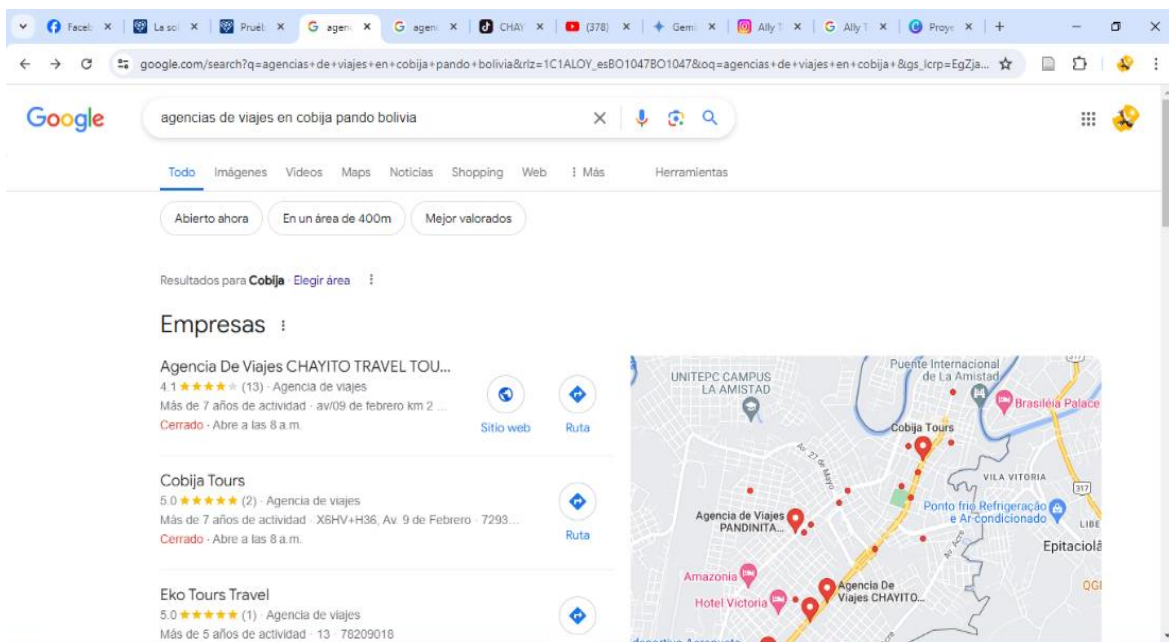 Faceb
La sol
Pruéb
agenc
agenc
CHAY
(378)
Gemi
Ally T
Ally T
Proye
google.com/search?q=agencias+de+viajes+en+cobija+pando+bolivia&rlz=1C1ALOY_esBO1047BO1047&oq=agencias+de+viajes+en+cobija+&gs_lcrp=EgZja...
Google
agencias de viajes en cobija pando bolivia
Todo Imágenes Videos Maps Noticias Shopping Web Más Herramientas
Abierto ahora En un área de 400m Mejor valorados
Resultados para Cobija · Elegir área
Empresas
Agencia De Viajes CHAYITO TRAVEL TOU...
4.1 (13) · Agencia de viajes
Más de 7 años de actividad · av/09 de febrero km 2 ...
Cerrado · Abre a las 8 a.m.
Sitio web
Ruta
Cobija Tours
5.0 (2) · Agencia de viajes
Más de 7 años de actividad · X6HV+H36, Av. 9 de Febrero · 7293...
Cerrado · Abre a las 8 a.m.
Ruta
Eko Tours Travel
5.0 (1) · Agencia de viajes
Más de 5 años de actividad · 13 · 78209018
UNITEPC CAMPUS
LA AMISTAD
Puente Internacional
de La Amistad
317
Brasiléia Palace
Cobija Tours
Av. 27 de Mayo
VILA VITORIA
317
Ponto frio Refrigeração
e Ar-condicionado
LIBE
Agencia de Viajes
PANDINITA...
Av. Acre
Epitaciolâ
Amazonia
Hotel Victoria
Agencia De
Viajes CHAYITO...
QGI